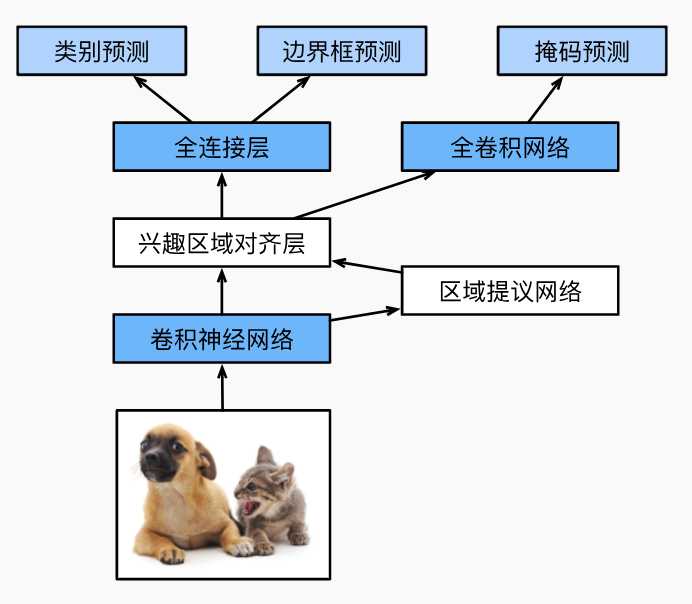 类别预测
边界框预测
掩码预测
全连接层
全卷积网络
兴趣区域对齐层
区域提议网络
卷积神经网络